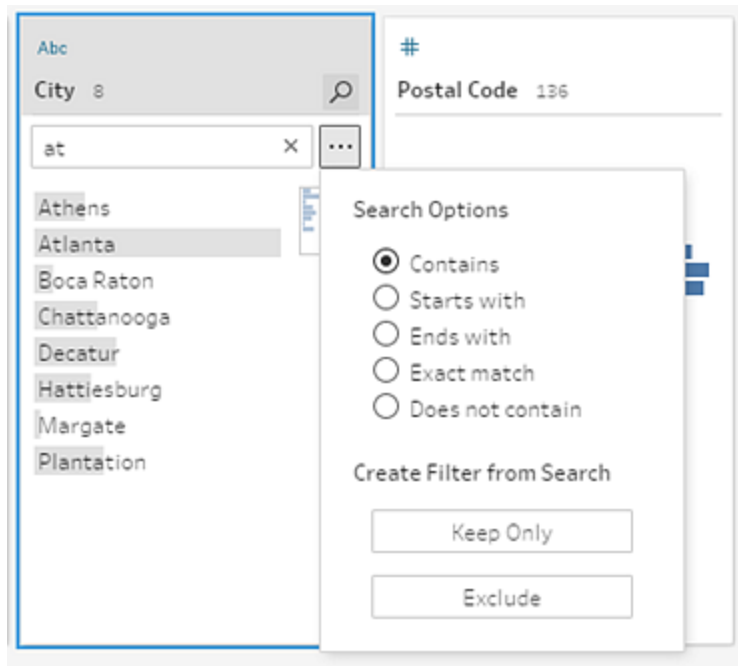 Abc
City 8
at
Athens
Atlanta
Boca Raton
Chattanooga
Decatur
Hattiesburg
Margate
Plantation
#
Postal Code 136
Search Options
Contains
Starts with
Ends with
Exact match
Does not contain
Create Filter from Search
Keep Only
Exclude